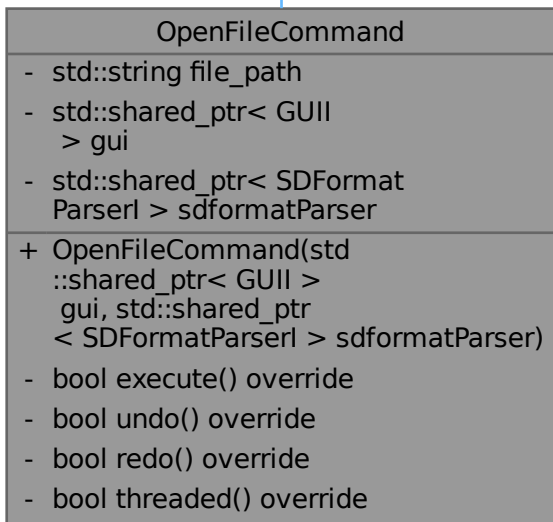 OpenFileCommand
- std::string file_path
- std::shared_ptr< GUII
> gui
- std::shared_ptr< SDFormat
ParserI > sdformatParser
+ OpenFileCommand(std
::shared_ptr< GUII >
gui, std::shared_ptr
< SDFormatParserI > sdformatParser)
- bool execute() override
- bool undo() override
- bool redo() override
- bool threaded() override